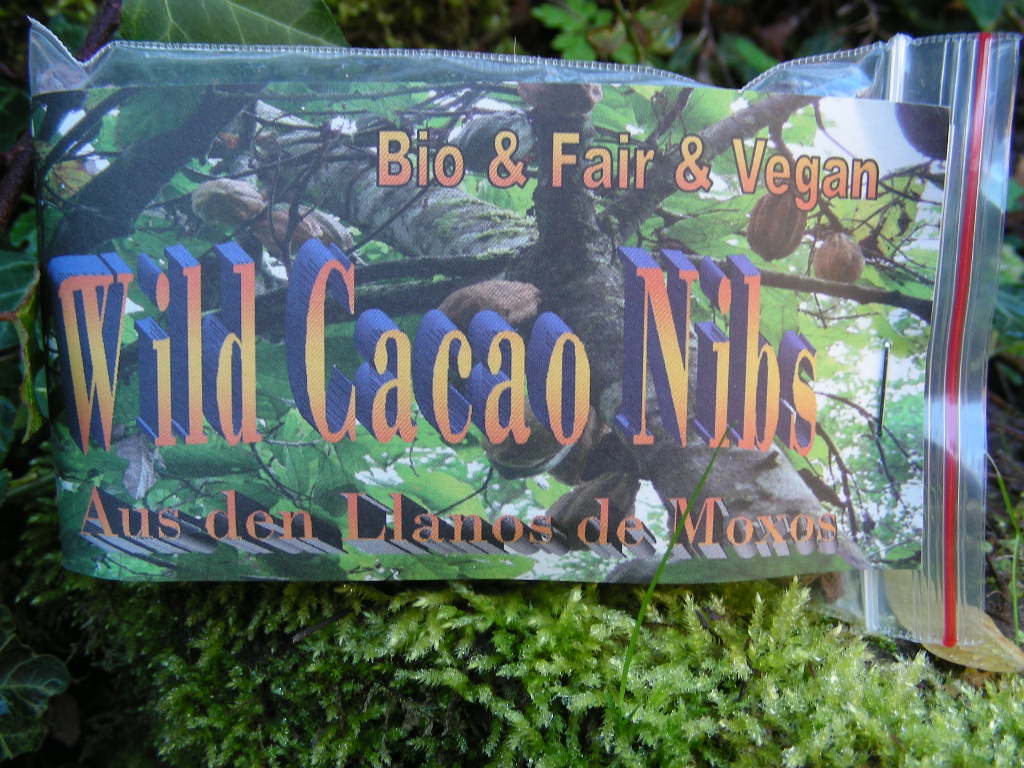 Bio & Fair & Vegan
Wild Cacao Nibs
Aus den Llanos de Moxos